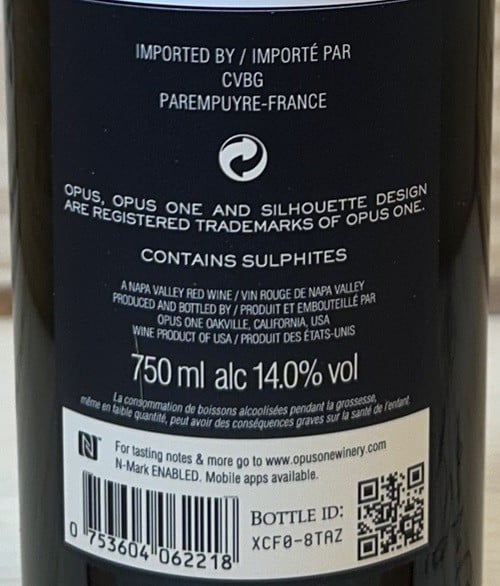 IMPORTED BY / IMPORTÉ PAR
CVBG
PAREMPUYRE-FRANCE
OPUS, OPUS ONE AND SILHOUETTE DESIGN
ARE REGISTERED TRADEMARKS OF OPUS ONE.
CONTAINS SULPHITES
A NAPA VALLEY RED WINE / VIN ROUGE DE NAPA VALLEY
PRODUCED AND BOTTLED BY / PRODUIT ET EMBOUTEILLÉ PAR
OPUS ONE OAKVILLE, CALIFORNIA, USA
WINE PRODUCT OF USA / PRODUIT DES ÉTATS-UNIS
750 ml alc 14.0% vol
La consommation de boissons alcoolisées pendant la grossesse,
même en faible quantité, peut avoir des conséquences graves sur la santé de l'enfant.
For tasting notes & more go to www.opusonewinery.com
N-Mark ENABLED. Mobile apps available.
BOTTLE ID:
XCF0-8TAZ
0 753604 062218